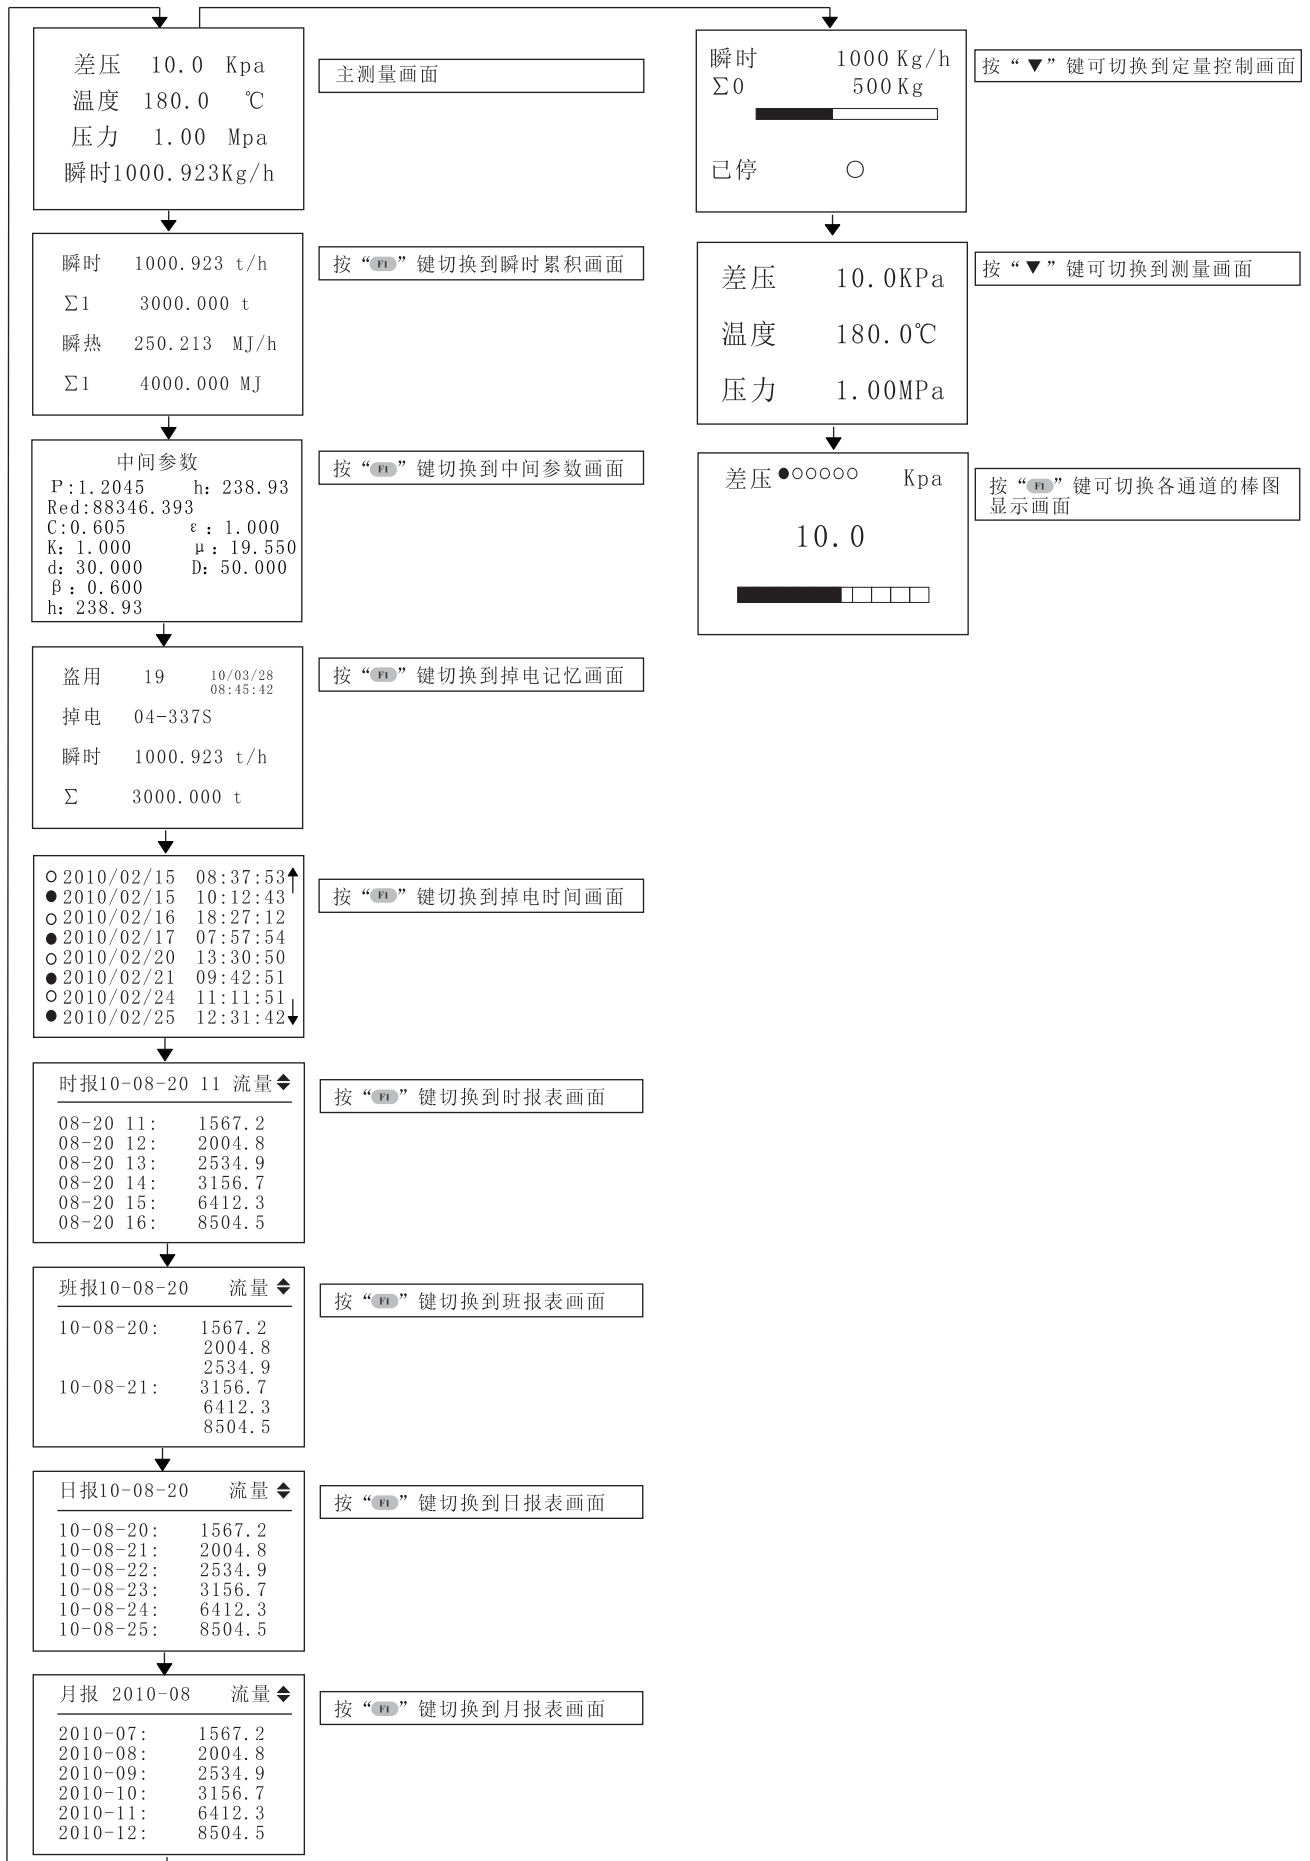 差压 10.0 Kpa
温度 180.0 ℃
压力 1.00 Mpa
瞬时1000.923Kg/h
主测量画面
瞬时 1000.923 t/h
∑1 3000.000 t
瞬热 250.213 MJ/h
∑1 4000.000 MJ
按“F1”键切换到瞬时累积画面
中间参数
P:1.2045 h: 238.93
Red:88346.393
C:0.605 ε: 1.000
K: 1.000 μ: 19.550
d: 30.000 D: 50.000
β: 0.600
h: 238.93
按“F1”键切换到中间参数画面
盗用 19 10/03/28
08:45:42
掉电 04-337S
瞬时 1000.923 t/h
∑ 3000.000 t
按“F1”键切换到掉电记忆画面
○2010/02/15 08:37:53↑
●2010/02/15 10:12:43
○2010/02/16 18:27:12
●2010/02/17 07:57:54
○2010/02/20 13:30:50
●2010/02/21 09:42:51
○2010/02/24 11:11:51
●2010/02/25 12:31:42↓
按“F1”键切换到掉电时间画面
时报10-08-20 11 流量
08-20 11: 1567.2
08-20 12: 2004.8
08-20 13: 2534.9
08-20 14: 3156.7
08-20 15: 6412.3
08-20 16: 8504.5
按“F1”键切换到时报表画面
班报10-08-20 流量
10-08-20: 1567.2
2004.8
2534.9
10-08-21: 3156.7
6412.3
8504.5
按“F1”键切换到班报表画面
日报10-08-20 流量
10-08-20: 1567.2
10-08-21: 2004.8
10-08-22: 2534.9
10-08-23: 3156.7
10-08-24: 6412.3
10-08-25: 8504.5
按“F1”键切换到日报表画面
月报 2010-08 流量
2010-07: 1567.2
2010-08: 2004.8
2010-09: 2534.9
2010-10: 3156.7
2010-11: 6412.3
2010-12: 8504.5
按“F1”键切换到月报表画面
瞬时 1000 Kg/h
∑0 500 Kg
已停 ○
按“▼”键可切换到定量控制画面
差压 10.0KPa
温度 180.0℃
压力 1.00MPa
按“▼”键可切换到测量画面
差压●○○○○○ Kpa
10.0
按“F1”键可切换各通道的棒图
显示画面